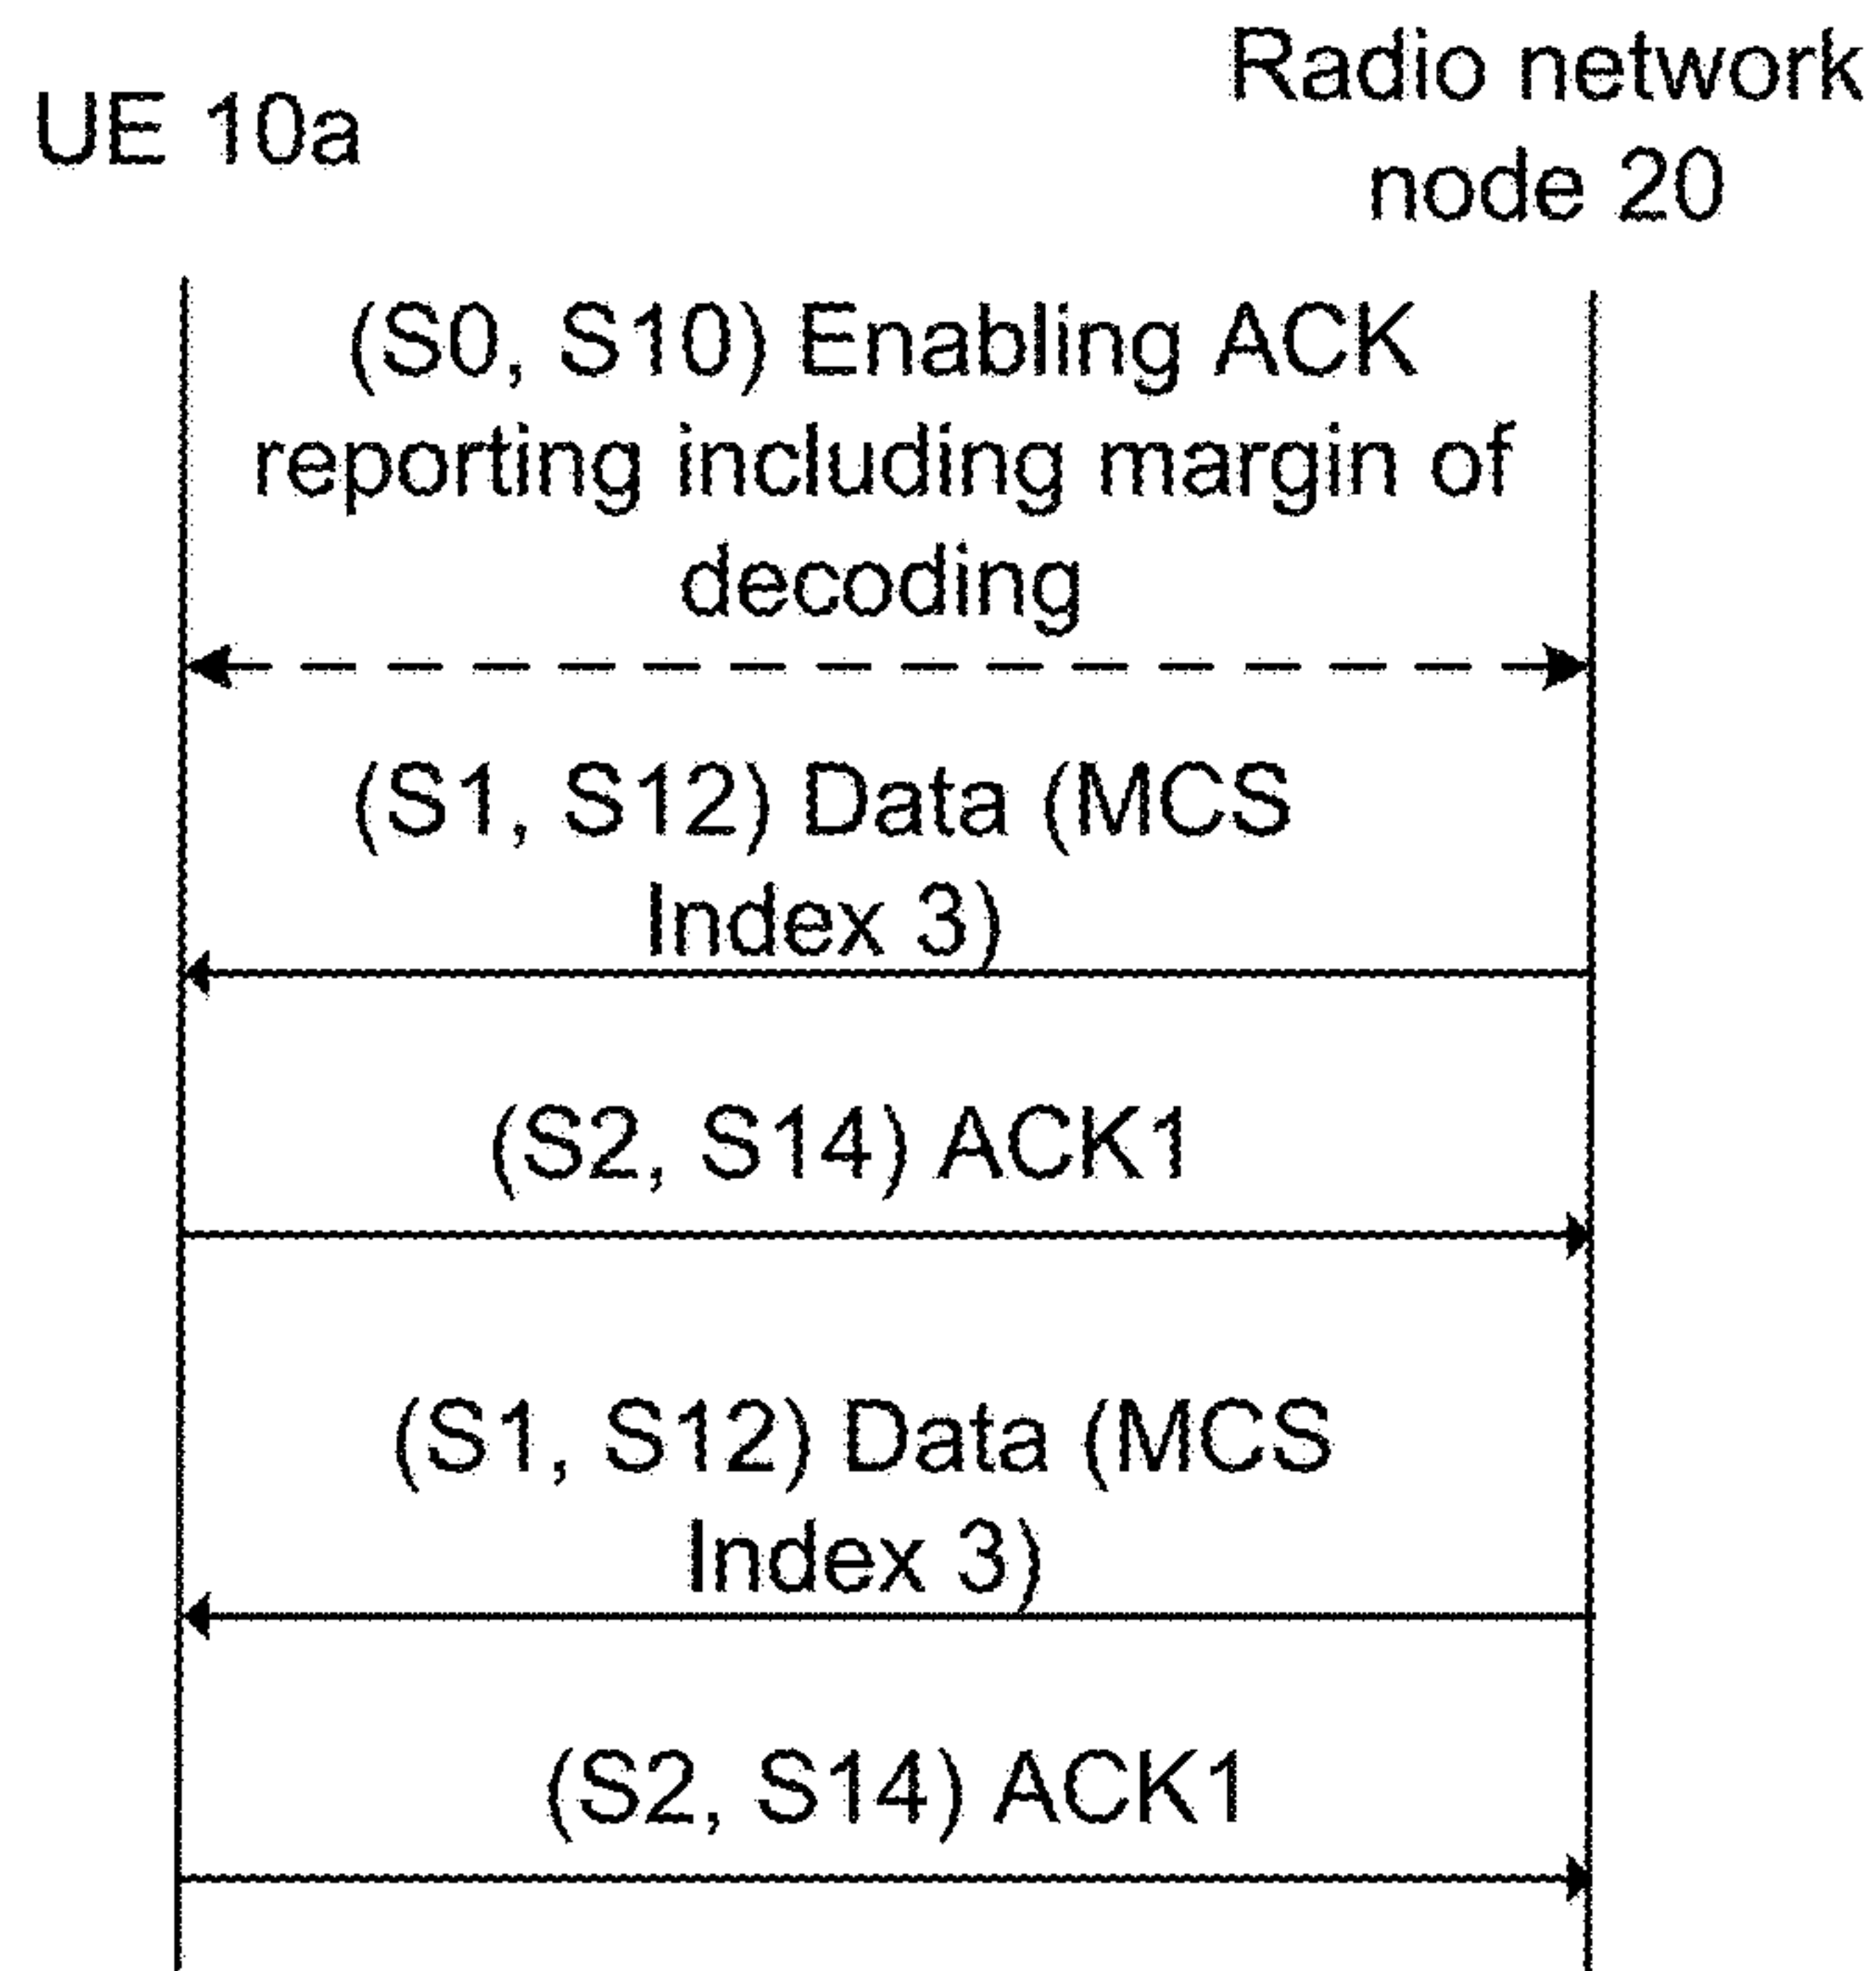 UE 10a
Radio network
node 20
(S0, S10) Enabling ACK
reporting including margin of
decoding
(S1, S12) Data (MCS
Index 3)
(S2, S14) ACK1
(S1, S12) Data (MCS
Index 3)
(S2, S14) ACK1